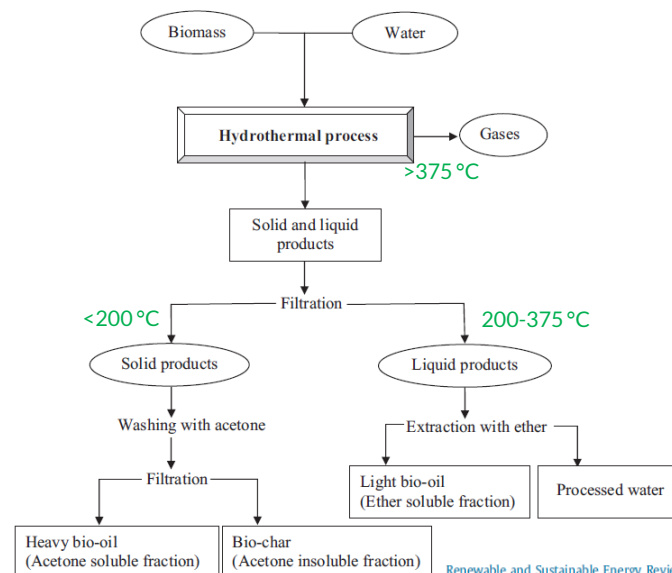 Biomass
Water
Hydrothermal process
Gases
>375 °C
Solid and liquid
products
Filtration
<200 °C
200-375 °C
Solid products
Liquid products
Washing with acetone
Extraction with ether
Filtration
Light bio-oil
(Ether soluble fraction)
Processed water
Heavy bio-oil
(Acetone soluble fraction)
Bio-char
(Acetone insoluble fraction)
Renewable and Sustainable Energy Revie